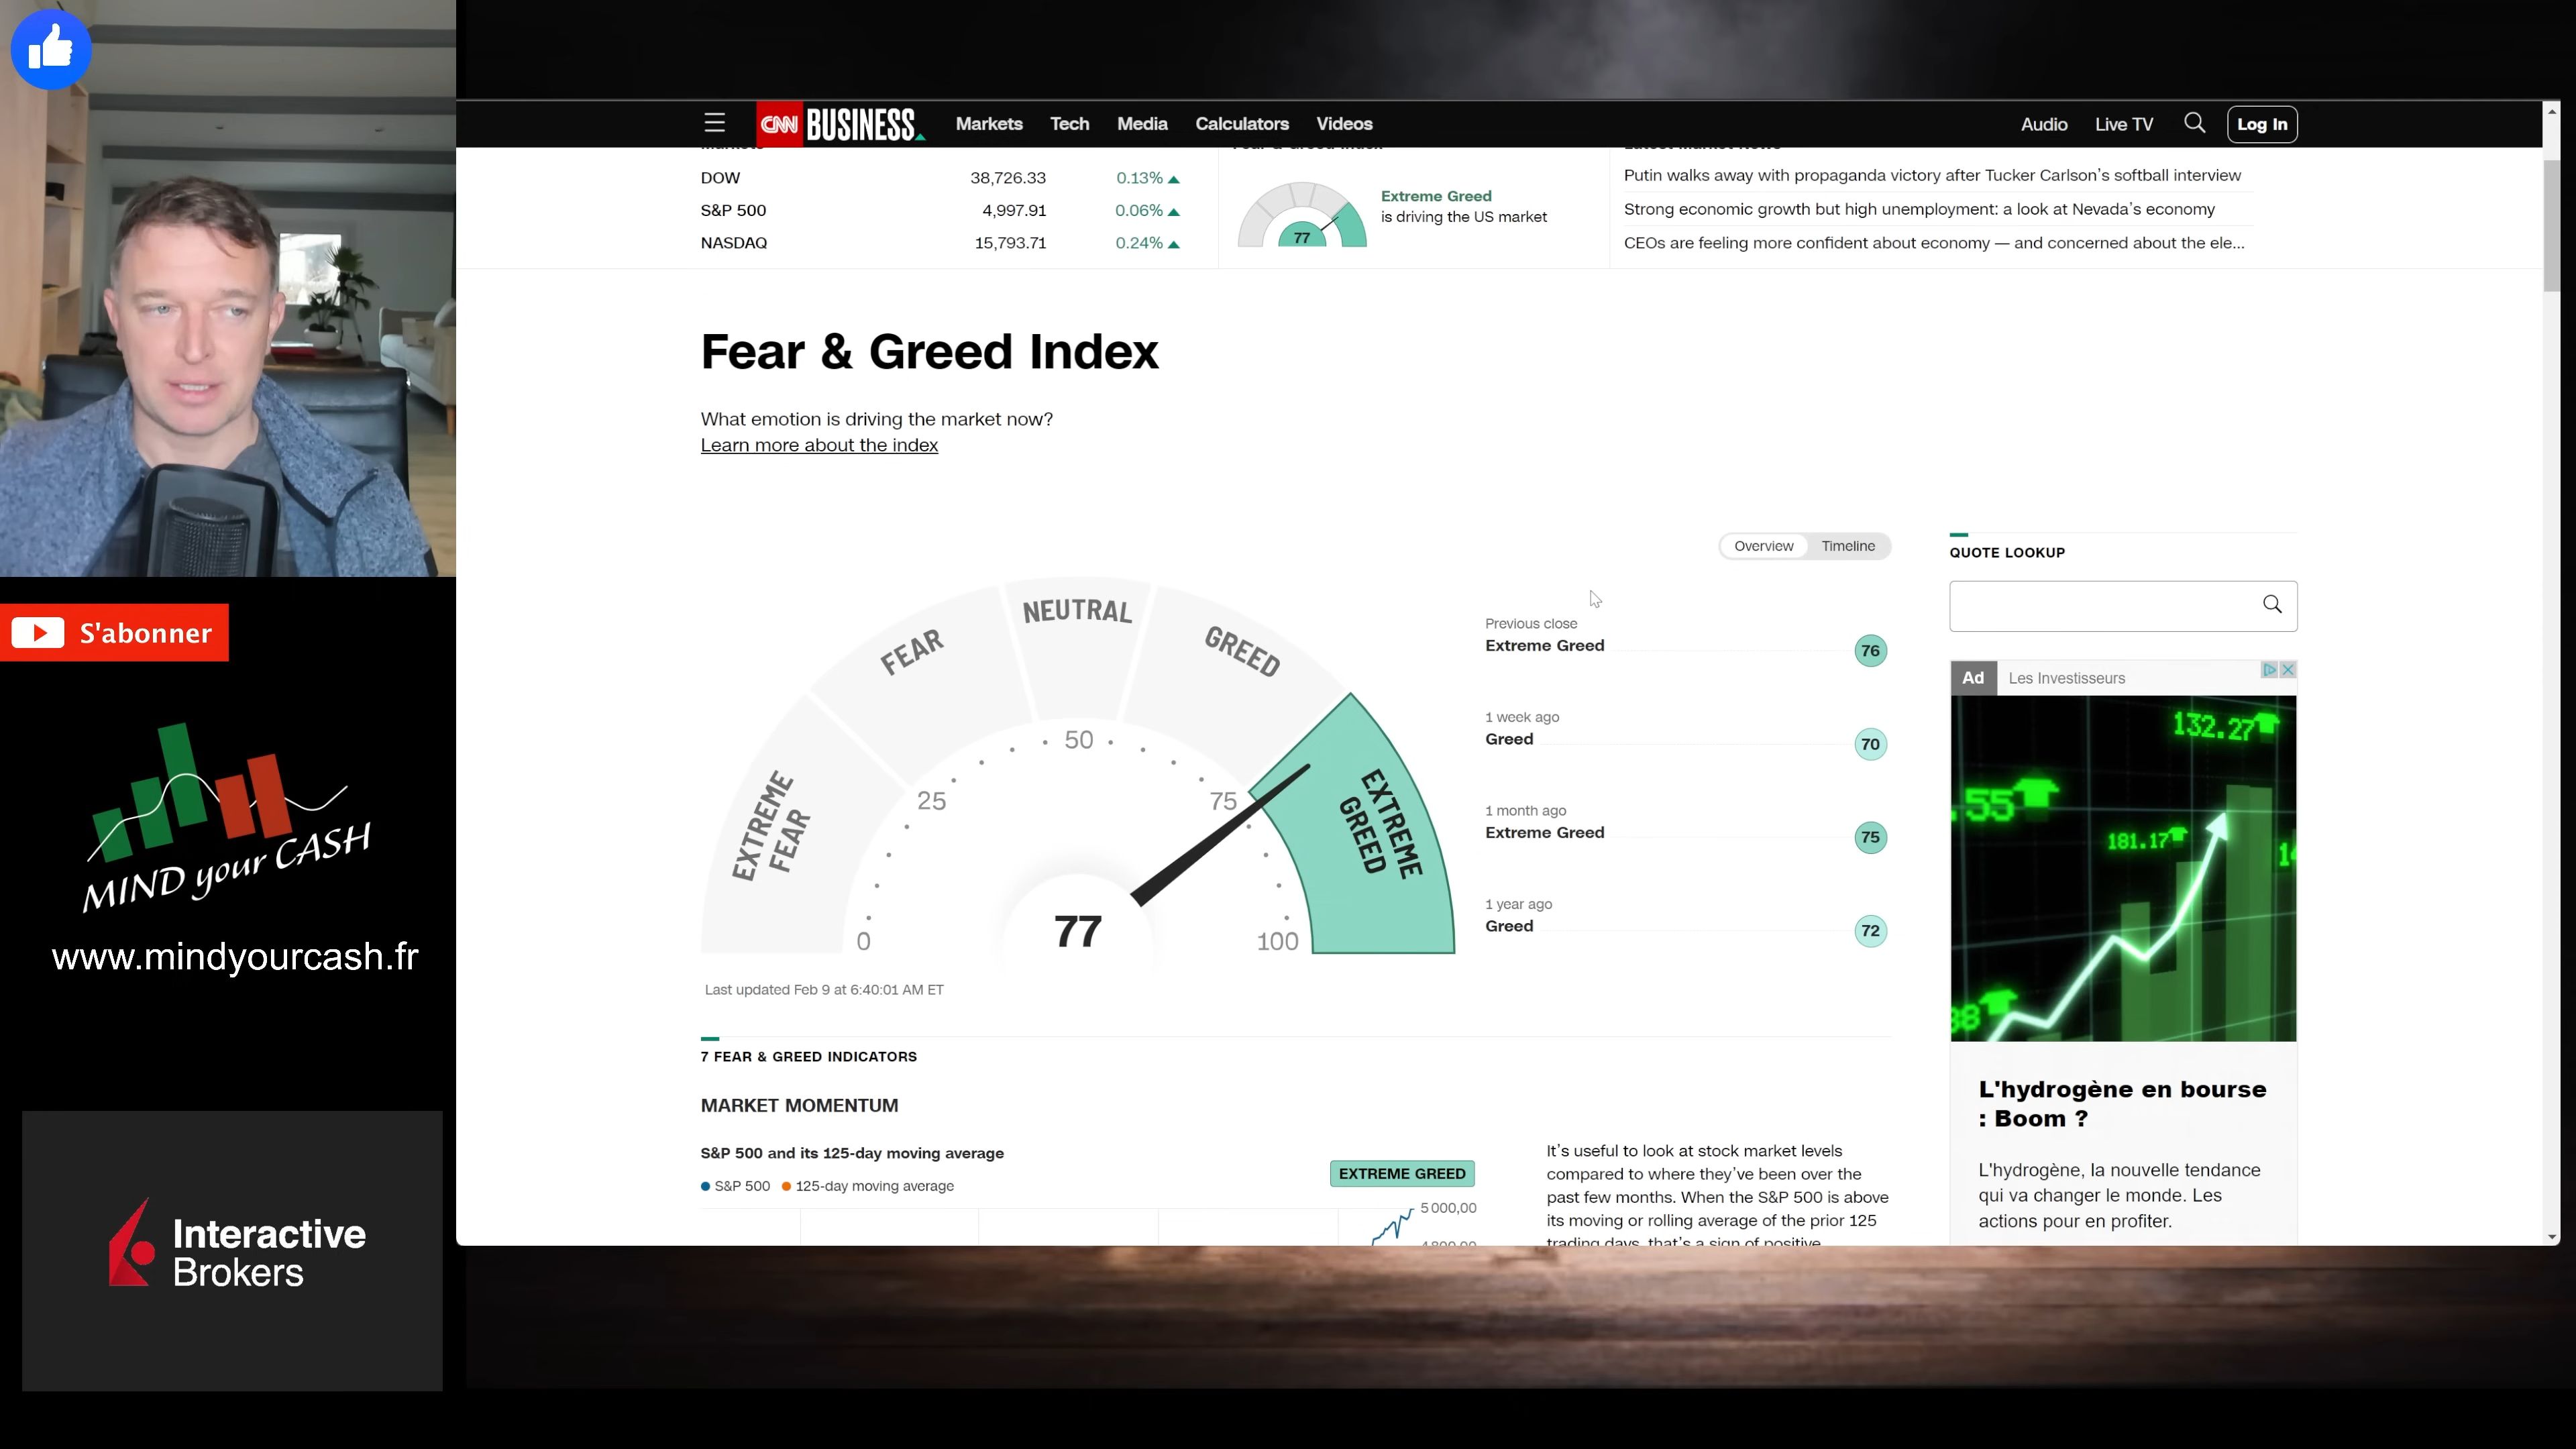 CNN BUSINESS
Markets
Tech
Media
Calculators
Videos
Audio
Live TV
Log In
DOW 38,726.33 0.13%
S&P 500 4,997.91 0.06%
NASDAQ 15,793.71 0.24%
77
Extreme Greed
is driving the US market
Putin walks away with propaganda victory after Tucker Carlson's softball interview
Strong economic growth but high unemployment: a look at Nevada's economy
CEOs are feeling more confident about economy — and concerned about the ele...
Fear & Greed Index
What emotion is driving the market now?
Learn more about the index
Overview
Timeline
EXTREME
FEAR
FEAR
NEUTRAL
GREED
EXTREME
GREED
0
25
50
75
100
77
Last updated Feb 9 at 6:40:01 AM ET
Previous close
Extreme Greed 76
1 week ago
Greed 70
1 month ago
Extreme Greed 75
1 year ago
Greed 72
7 FEAR & GREED INDICATORS
MARKET MOMENTUM
S&P 500 and its 125-day moving average
S&P 500
125-day moving average
EXTREME GREED
5 000,00
It's useful to look at stock market levels
compared to where they've been over the
past few months. When the S&P 500 is above
its moving or rolling average of the prior 125
trading days, that's a sign of positive
QUOTE LOOKUP
Ad
Les Investisseurs
132.27
.55
181.17
L'hydrogène en bourse
: Boom ?
L'hydrogène, la nouvelle tendance
qui va changer le monde. Les
actions pour en profiter.
S'abonner
MIND your CASH
www.mindyourcash.fr
Interactive
Brokers